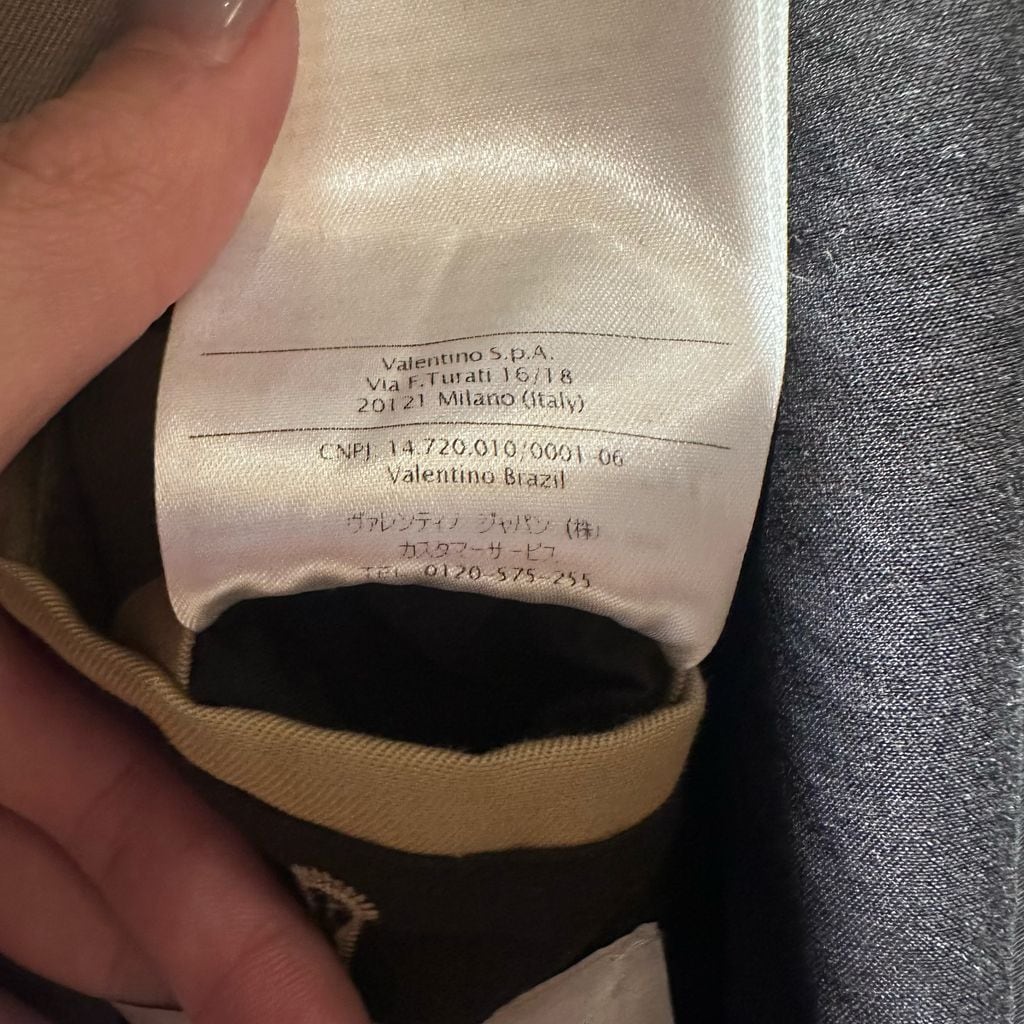 Valentino S.p.A.
Via F.Turati 16/18
20121 Milano (Italy)
CNPJ 14.720.010/0001-06
Valentino Brazil
ヴァレンティノ ジャパン (株)
カスタマーサービス
0120-575-255